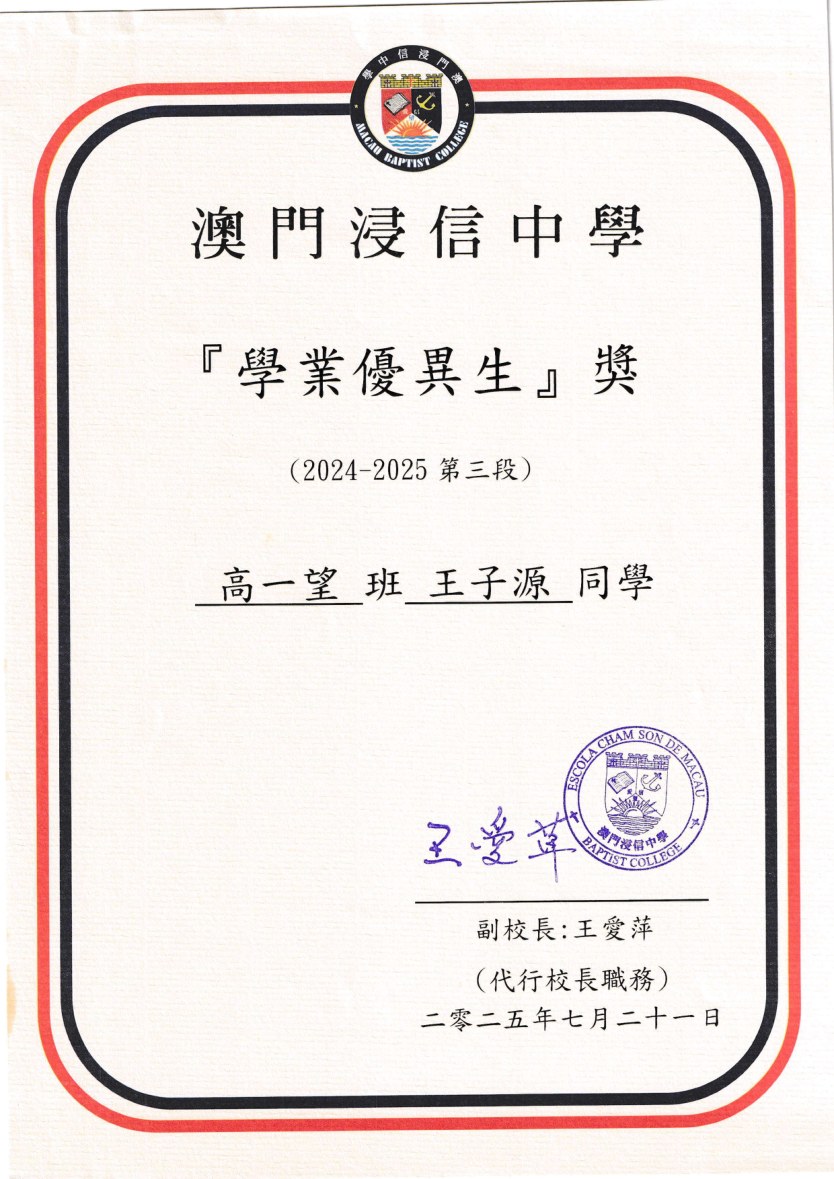 澳門浸信中學
MACAU BAPTIST COLLEGE
澳門浸信中學
『學業優異生』獎
（2024-2025 第三段）
高一望 班 王子源 同學
ESCOLA CHAM SON DE MACAU
澳門浸信中學
BAPTIST COLLEGE
王愛萍
副校長:王愛萍
（代行校長職務）
二零二五年七月二十一日